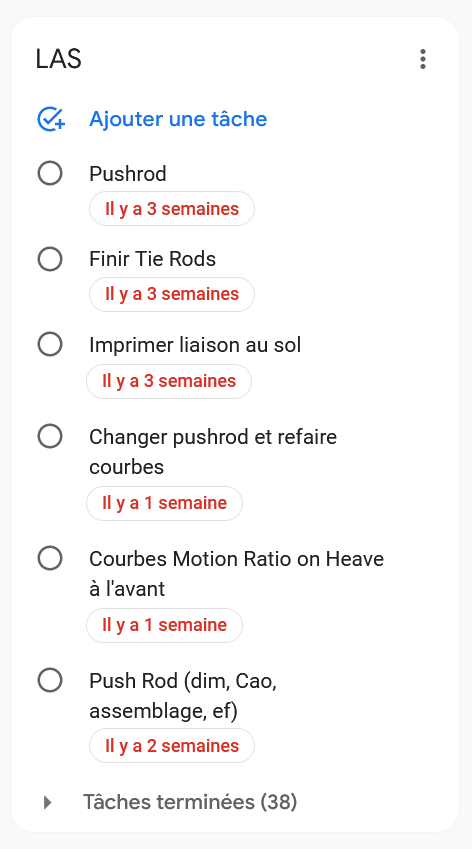 LAS
Ajouter une tâche
Pushrod
Il y a 3 semaines
Finir Tie Rods
Il y a 3 semaines
Imprimer liaison au sol
Il y a 3 semaines
Changer pushrod et refaire
courbes
Il y a 1 semaine
Courbes Motion Ratio on Heave
à l'avant
Il y a 1 semaine
Push Rod (dim, Cao,
assemblage, ef)
Il y a 2 semaines
Tâches terminées (38)